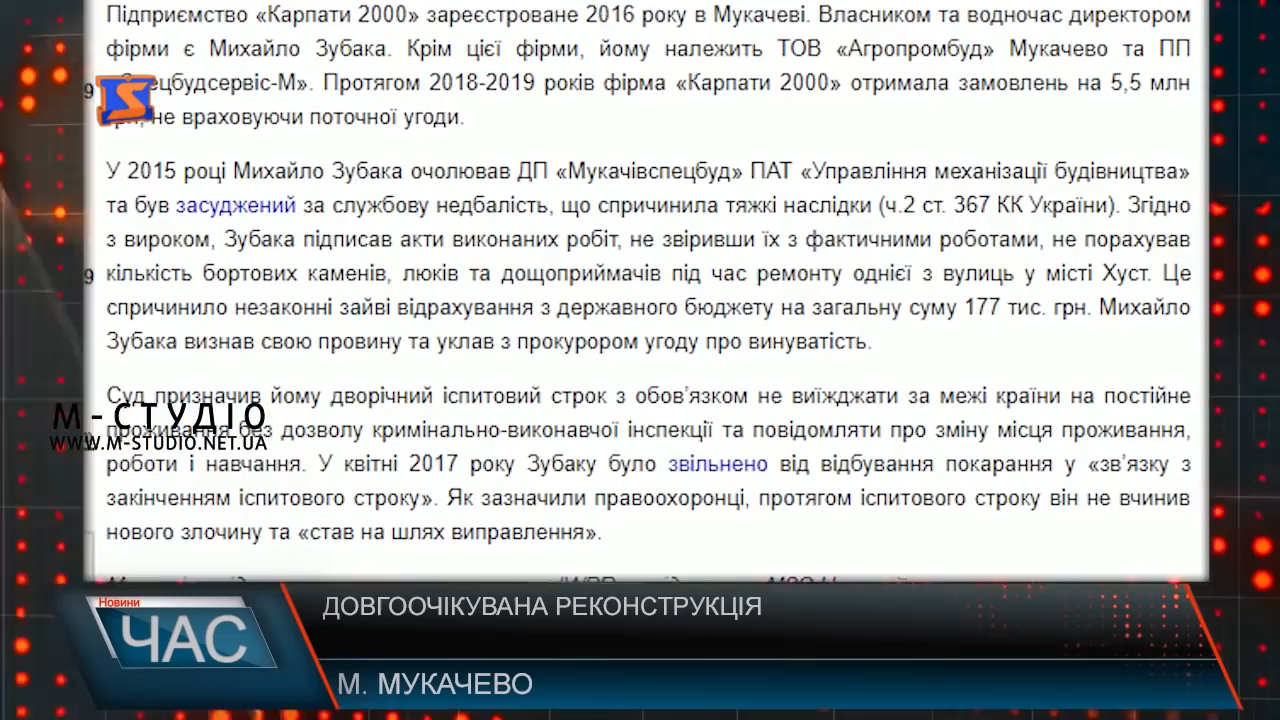 Підприємство «Карпати 2000» зареєстроване 2016 року в Мукачеві. Власником та водночас директором
фірми є Михайло Зубака. Крім цієї фірми, йому належить ТОВ «Агропромбуд» Мукачево та ПП
9 ецбудсервіс-М». Протягом 2018-2019 років фірма «Карпати 2000» отримала замовлень на 5,5 млн
не враховуючи поточної угоди.
У 2015 році Михайло Зубака очолював ДП «Мукачівспецбуд» ПАТ «Управління механізації будівництва»
та був засуджений за службову недбалість, що спричинила тяжкі наслідки (ч.2 ст. 367 КК України). Згідно
з вироком, Зубака підписав акти виконаних робіт, не звіривши їх з фактичними роботами, не порахував
9 кількість бортових каменів, люків та дощоприймачів під час ремонту однієї з вулиць у місті Хуст. Це
спричинило незаконні зайві відрахування з державного бюджету на загальну суму 177 тис. грн. Михайло
Зубака визнав свою провину та уклав з прокурором угоду про винуватість.
Суд призначив йому дворічний іспитовий строк з обов’язком не виїжджати за межі країни на постійне
М-СТУДІО
проживання без дозволу кримінально-виконавчої інспекції та повідомляти про зміну місця проживання,
WWW.M-STUDIO.NET.UA
роботи і навчання. У квітні 2017 року Зубаку було звільнено від відбування покарання у «зв’язку з
закінченням іспитового строку». Як зазначили правоохоронці, протягом іспитового строку він не вчинив
нового злочину та «став на шлях виправлення».
Новини
ЧАС
ДОВГООЧІКУВАНА РЕКОНСТРУКЦІЯ
М. МУКАЧЕВО